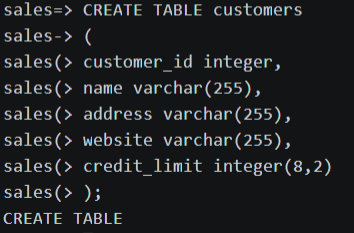 sales=> CREATE TABLE customers
sales-> (
sales(> customer_id integer,
sales(> name varchar(255),
sales(> address varchar(255),
sales(> website varchar(255),
sales(> credit_limit integer(8,2)
sales(> );
CREATE TABLE